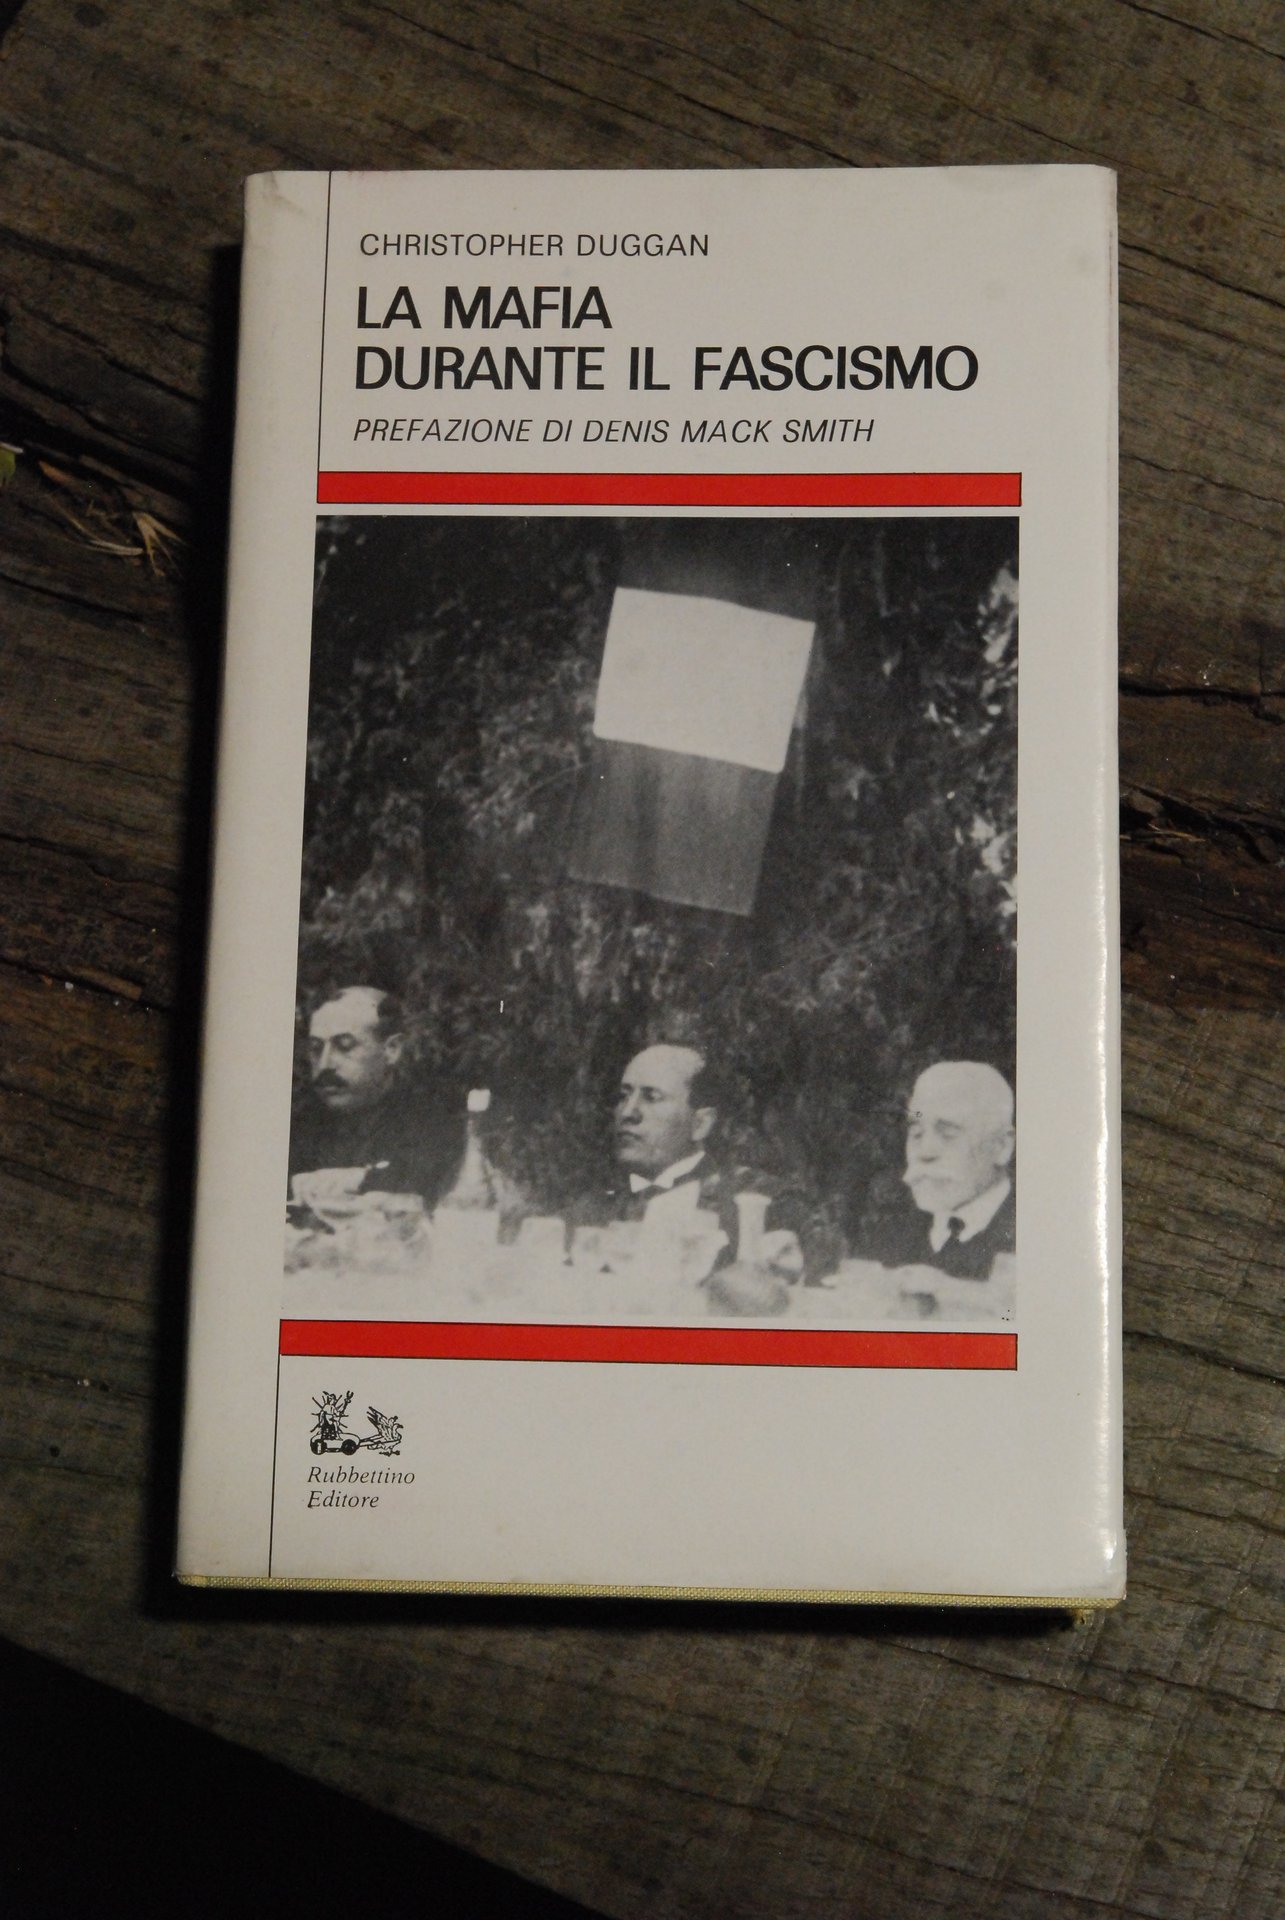 CHRISTOPHER DUGGAN
LA MAFIA
DURANTE IL FASCISMO
PREFAZIONE DI DENIS MACK SMITH
Rubbettino
Editore